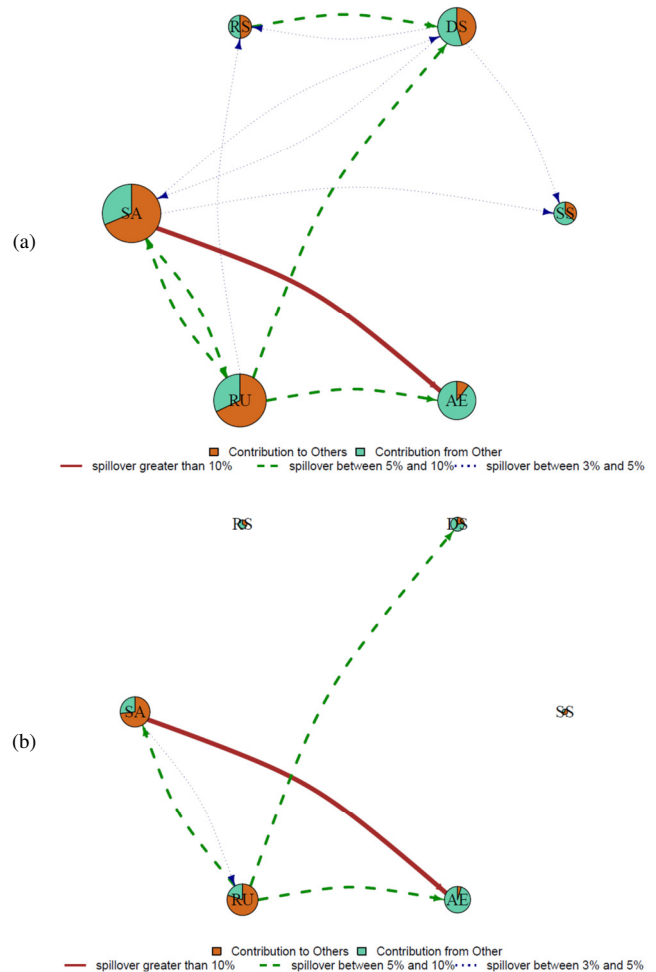 RS
DS
SA
SS
(a)
RU
AE
Contribution to Others Contribution from Other
spillover greater than 10% spillover between 5% and 10% spillover between 3% and 5%
RS
DS
SA
SS
(b)
RU
AE
Contribution to Others Contribution from Other
spillover greater than 10% spillover between 5% and 10% spillover between 3% and 5%